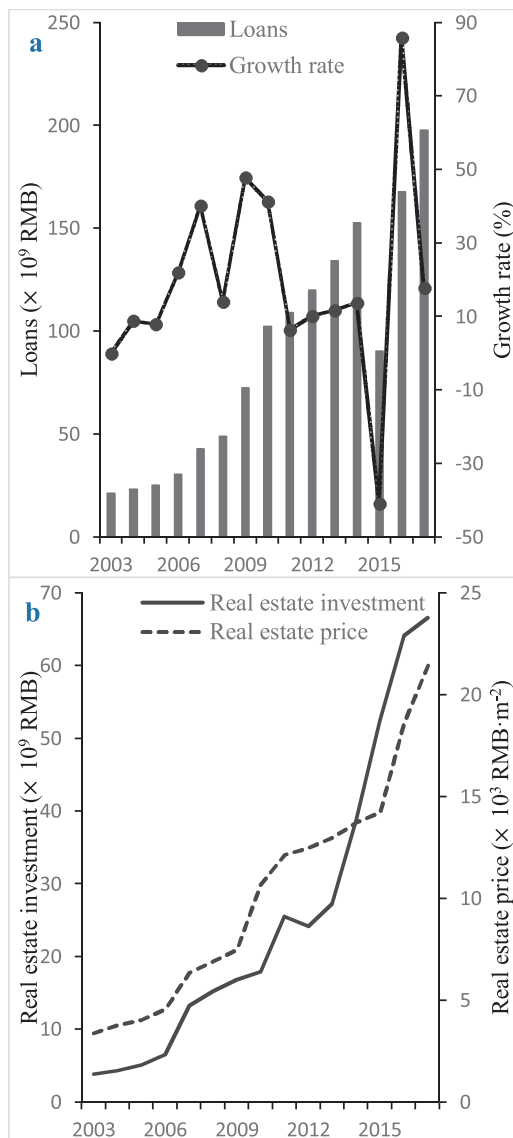 a
Loans
Growth rate
250
200
150
100
50
0
Loans (× 10⁹ RMB)
90
70
50
30
10
-10
-30
-50
Growth rate (%)
2003 2006 2009 2012 2015
b
Real estate investment
Real estate price
70
60
50
40
30
20
10
0
Real estate investment (× 10⁹ RMB)
25
20
15
10
5
0
Real estate price (× 10³ RMB·m⁻²)
2003 2006 2009 2012 2015